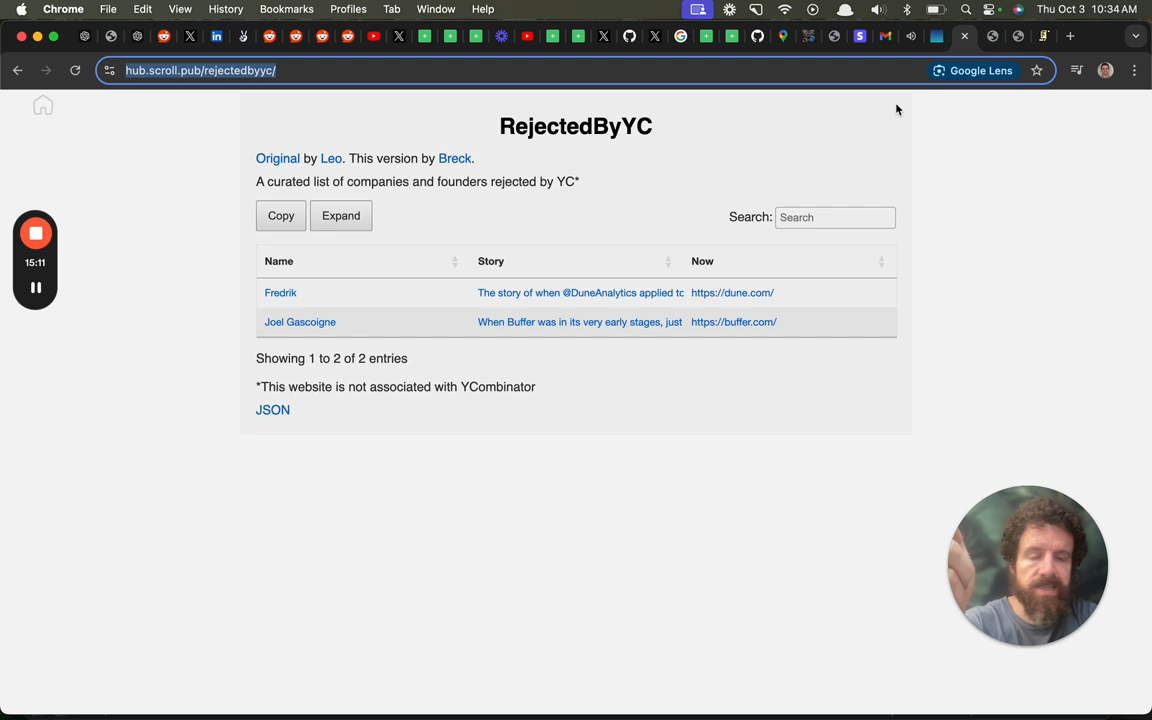 Chrome File Edit View History Bookmarks Profiles Tab Window Help Thu Oct 3 10:34 AM
hub.scroll.pub/rejectedbyyc/ Google Lens
RejectedByYC
Original by Leo. This version by Breck.
A curated list of companies and founders rejected by YC*
Copy Expand Search: Search
15:11
Name Story Now
Fredrik The story of when @DuneAnalytics applied to https://dune.com/
Joel Gascoigne When Buffer was in its very early stages, just https://buffer.com/
Showing 1 to 2 of 2 entries
*This website is not associated with YCombinator
JSON